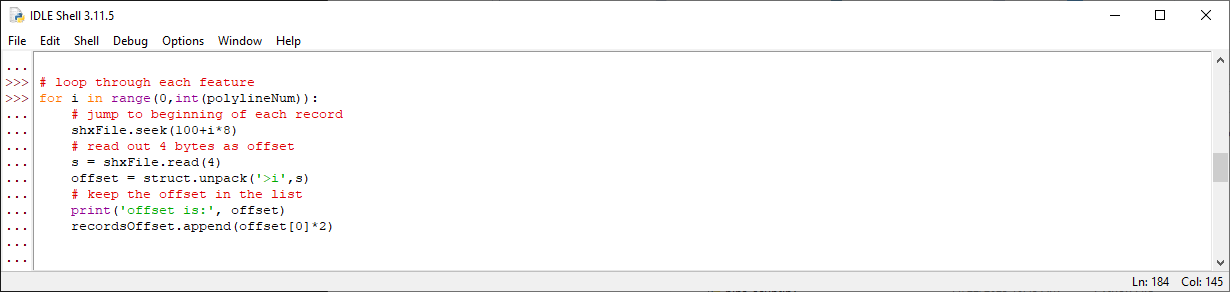 IDLE Shell 3.11.5
File Edit Shell Debug Options Window Help
...
>>> # loop through each feature
>>> for i in range(0,int(polylineNum)):
...     # jump to beginning of each record
...     shxFile.seek(100+i*8)
...     # read out 4 bytes as offset
...     s = shxFile.read(4)
...     offset = struct.unpack('>i',s)
...     # keep the offset in the list
...     print('offset is:', offset)
...     recordsOffset.append(offset[0]*2)
...
...
Ln: 184 Col: 145